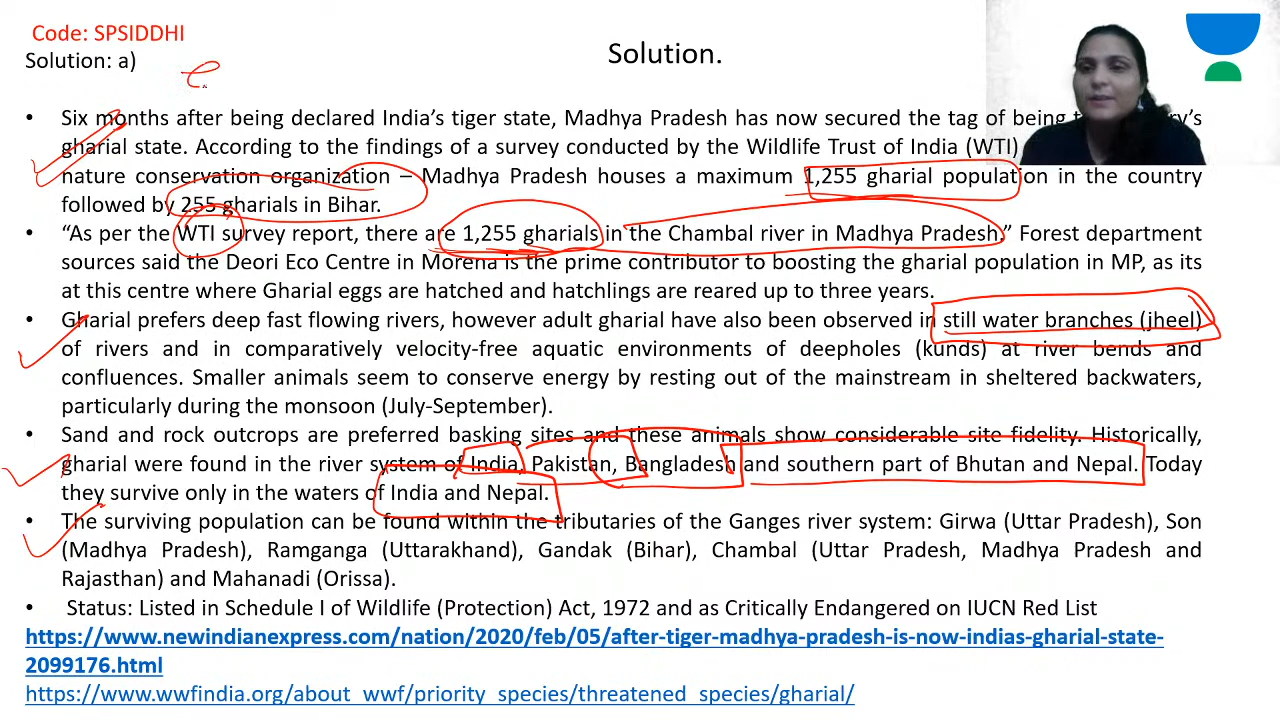 Code: SPSIDDHI
Solution.
Solution: a)
• Six months after being declared India's tiger state, Madhya Pradesh has now secured the tag of being
gharial state. According to the findings of a survey conducted by the Wildlife Trust of India (WTI)
nature conservation organization – Madhya Pradesh houses a maximum 1,255 gharial population in the country
followed by 255 gharials in Bihar.
• “As per the WTI survey report, there are 1,255 gharials in the Chambal river in Madhya Pradesh.” Forest department
sources said the Deori Eco Centre in Morena is the prime contributor to boosting the gharial population in MP, as its
at this centre where Gharial eggs are hatched and hatchlings are reared up to three years.
• Gharial prefers deep fast flowing rivers, however adult gharial have also been observed in still water branches (jheel)
of rivers and in comparatively velocity-free aquatic environments of deepholes (kunds) at river bends and
confluences. Smaller animals seem to conserve energy by resting out of the mainstream in sheltered backwaters,
particularly during the monsoon (July-September).
• Sand and rock outcrops are preferred basking sites and these animals show considerable site fidelity. Historically,
gharial were found in the river system of India, Pakistan, Bangladesh and southern part of Bhutan and Nepal. Today
they survive only in the waters of India and Nepal.
• The surviving population can be found within the tributaries of the Ganges river system: Girwa (Uttar Pradesh), Son
(Madhya Pradesh), Ramganga (Uttarakhand), Gandak (Bihar), Chambal (Uttar Pradesh, Madhya Pradesh and
Rajasthan) and Mahanadi (Orissa).
• Status: Listed in Schedule I of Wildlife (Protection) Act, 1972 and as Critically Endangered on IUCN Red List
https://www.newindianexpress.com/nation/2020/feb/05/after-tiger-madhya-pradesh-is-now-indias-gharial-state-
2099176.html
https://www.wwfindia.org/about_wwf/priority_species/threatened_species/gharial/